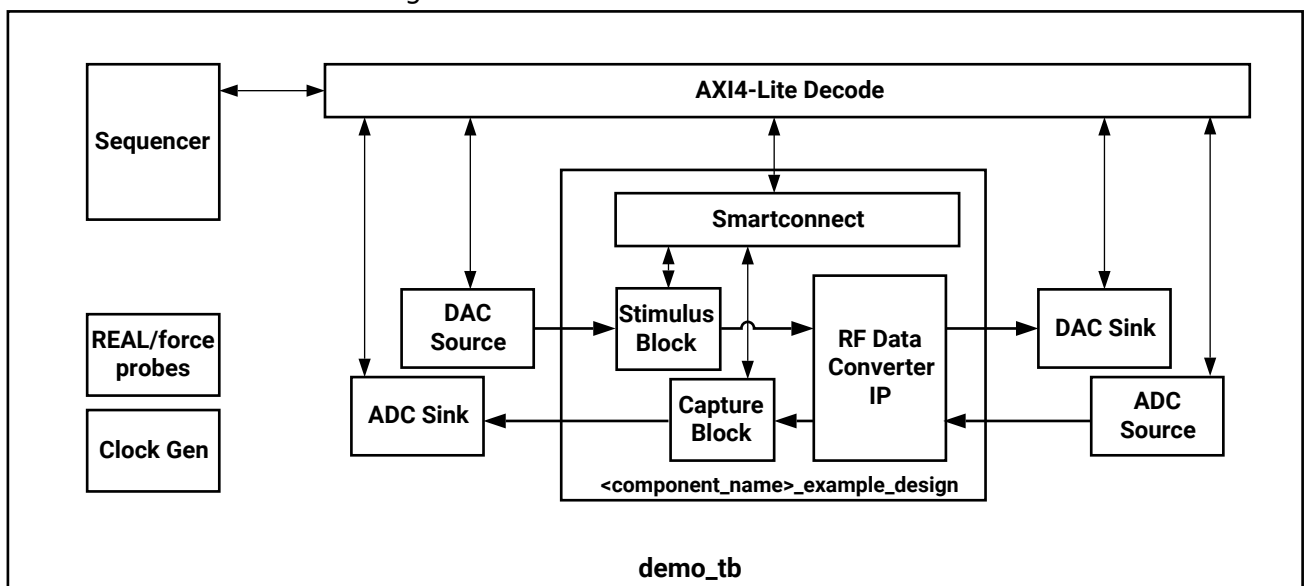 AXI4-Lite Decode
Sequencer
Smartconnect
DAC
Source
Stimulus
Block
RF Data
Converter
IP
DAC Sink
REAL/force
probes
ADC Sink
Capture
Block
ADC
Source
Clock Gen
<component_name>_example_design
demo_tb